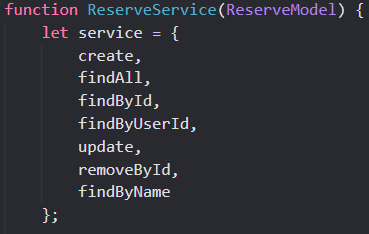 function ReserveService(ReserveModel) {
    let service = {
        create,
        findAll,
        findById,
        findByUserId,
        update,
        removeById,
        findByName
    };